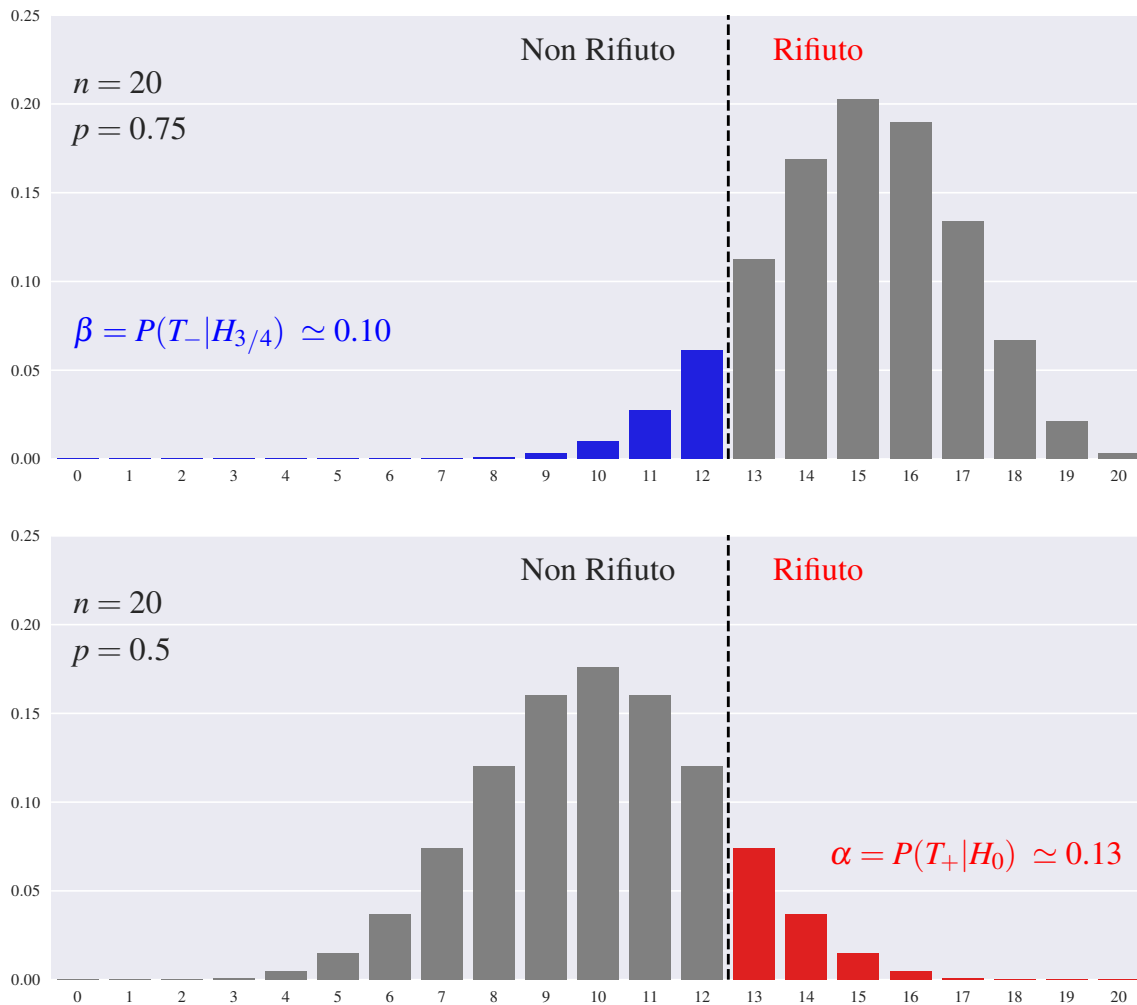 0.25
Non Rifiuto Rifiuto
n = 20
0.20
p = 0.75
0.15
0.10
β = P(T₋|H₃/₄) ≃ 0.10
0.05
0.00
0 1 2 3 4 5 6 7 8 9 10 11 12 13 14 15 16 17 18 19 20
0.25
Non Rifiuto Rifiuto
n = 20
0.20
p = 0.5
0.15
0.10
α = P(T₊|H₀) ≃ 0.13
0.05
0.00
0 1 2 3 4 5 6 7 8 9 10 11 12 13 14 15 16 17 18 19 20